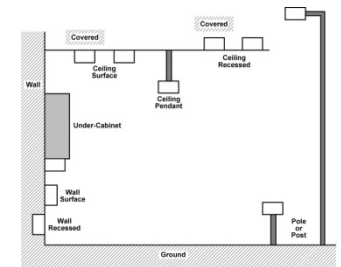 Covered
Covered
Ceiling
Surface
Ceiling
Recessed
Wall
Ceiling
Pendant
Under-Cabinet
Wall
Surface
Wall
Recessed
Pole
or
Post
Ground